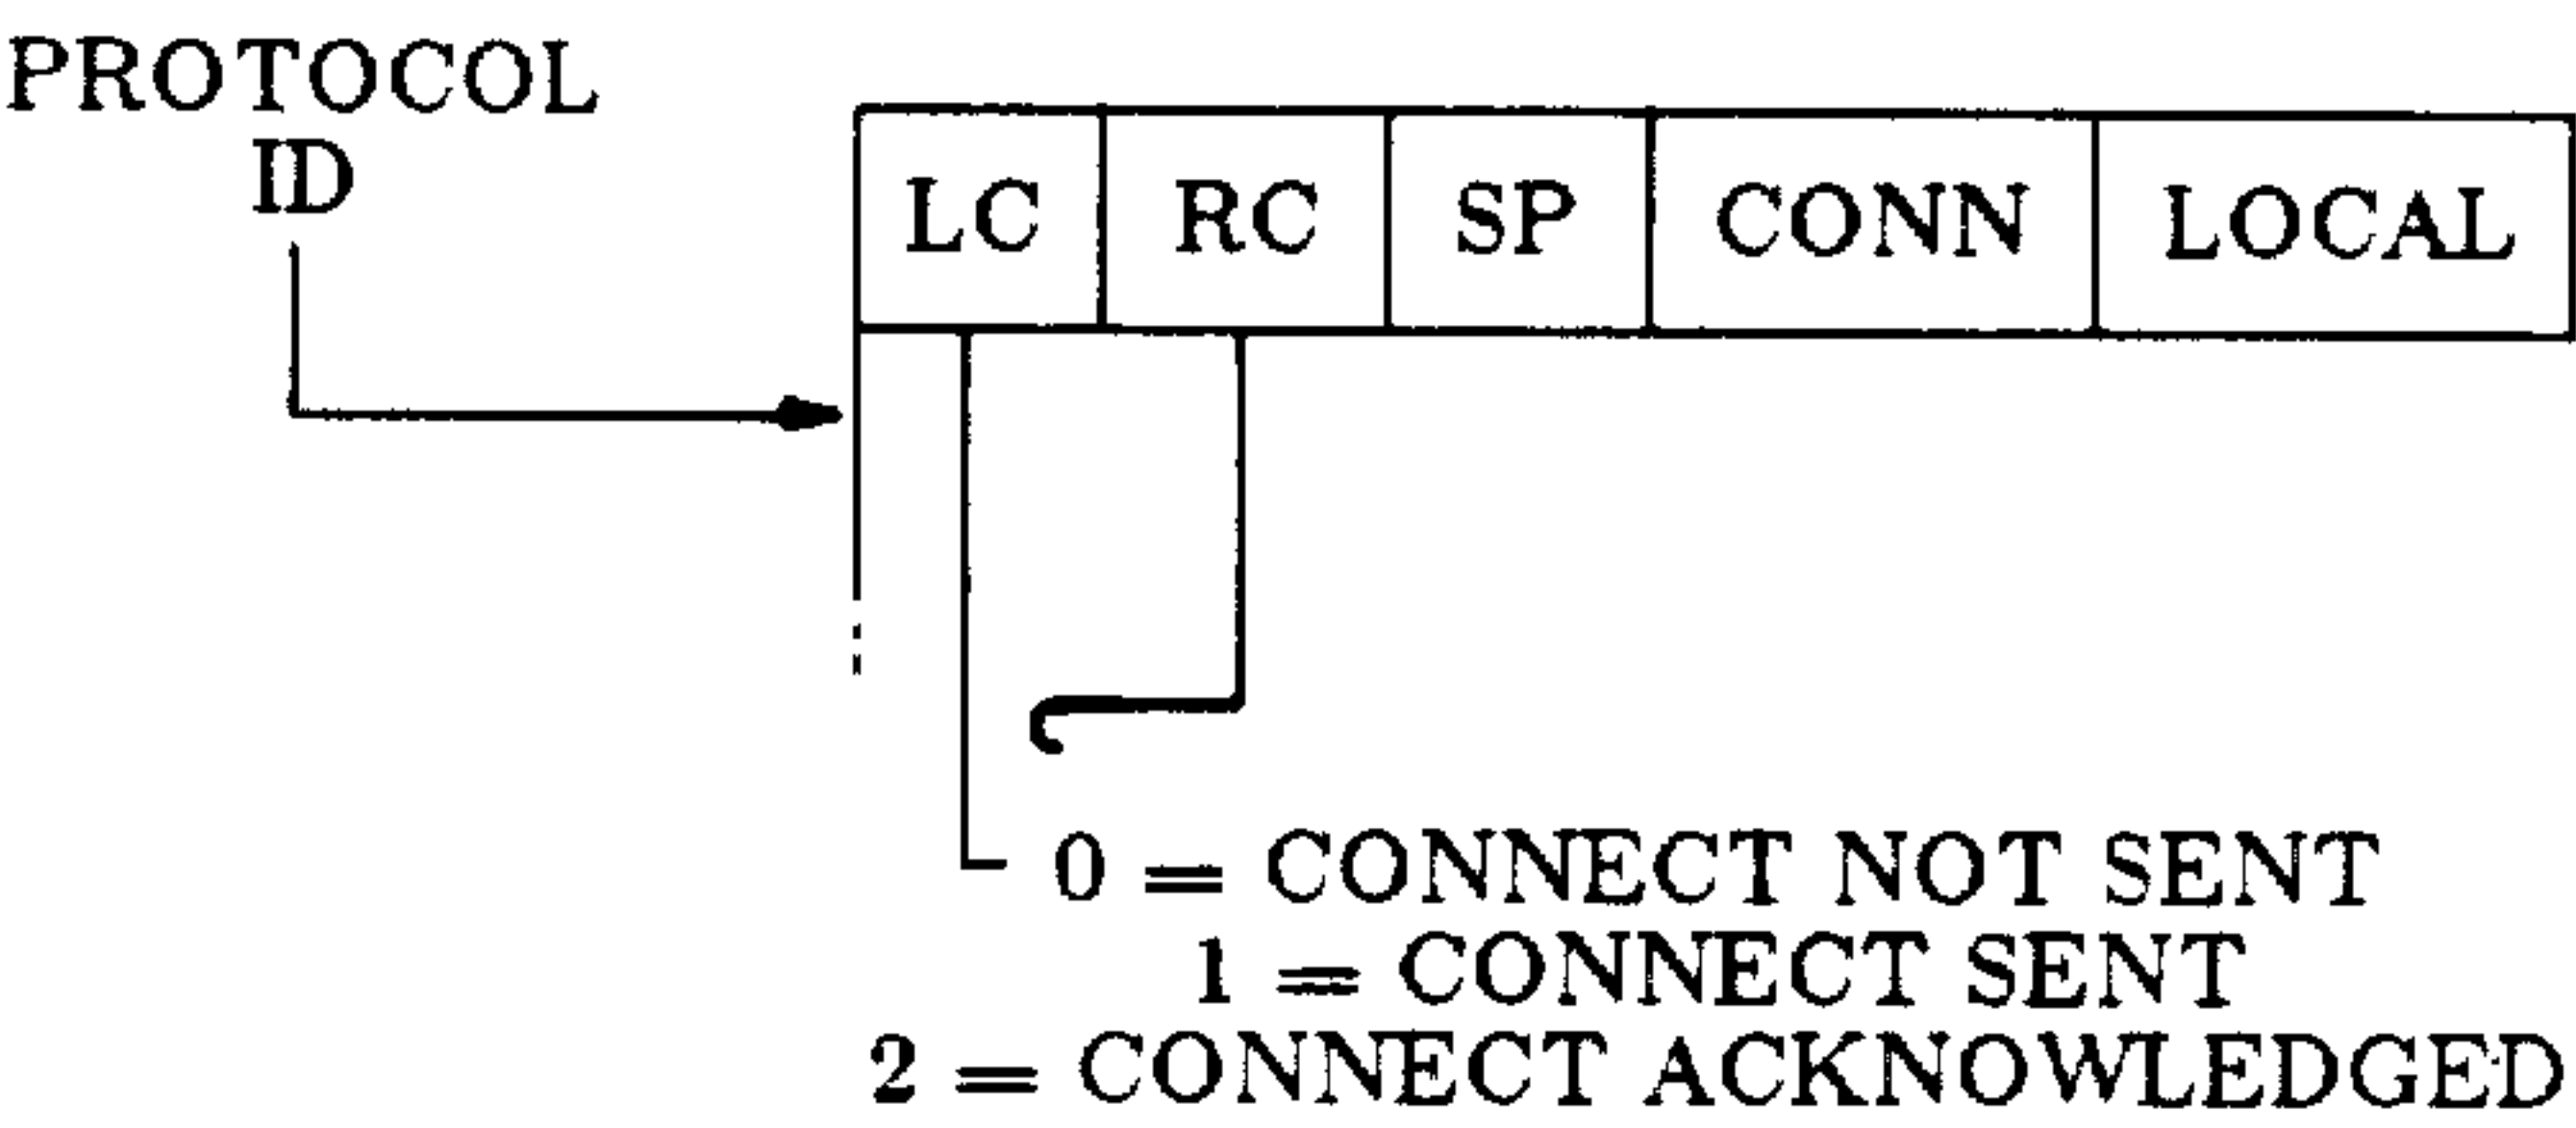 PROTOCOL
ID
LC RC SP CONN LOCAL
0 = CONNECT NOT SENT
1 = CONNECT SENT
2 = CONNECT ACKNOWLEDGED